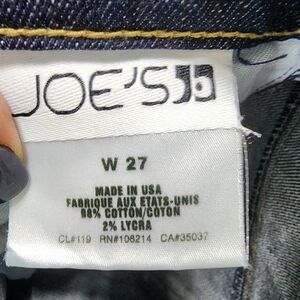 JOE'S
W 27
MADE IN USA
FABRIQUE AUX ETATS-UNIS
98% COTTON/COTON
2% LYCRA
CL#119 RN#106214 CA#35037